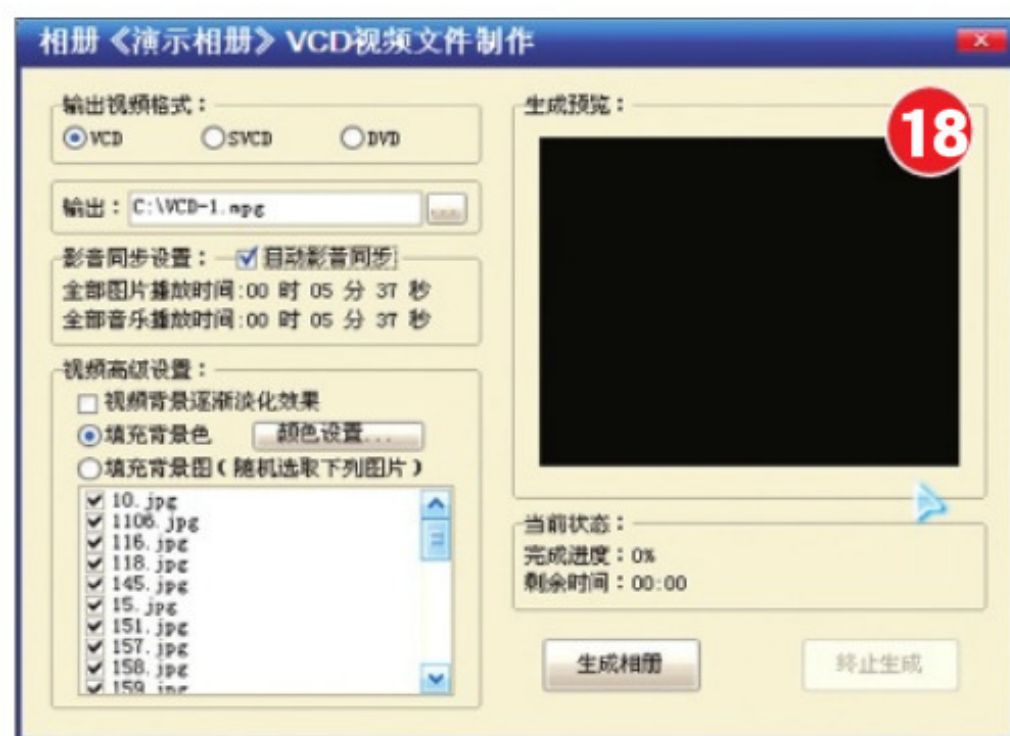 相册《演示相册》VCD视频文件制作
输出视频格式：
VCD SVCD DVD
输出：C:\VCD-1.mpg ...
影音同步设置： 自动影音同步
全部图片播放时间:00 时 05 分 37 秒
全部音乐播放时间:00 时 05 分 37 秒
视频高级设置：
视频背景逐渐淡化效果
填充背景色 颜色设置...
填充背景图(随机选取下列图片)
10.jpg
1106.jpg
116.jpg
118.jpg
145.jpg
15.jpg
151.jpg
157.jpg
158.jpg
159.jpg
生成预览：
18
当前状态：
完成进度：0%
剩余时间：00:00
生成相册 终止生成